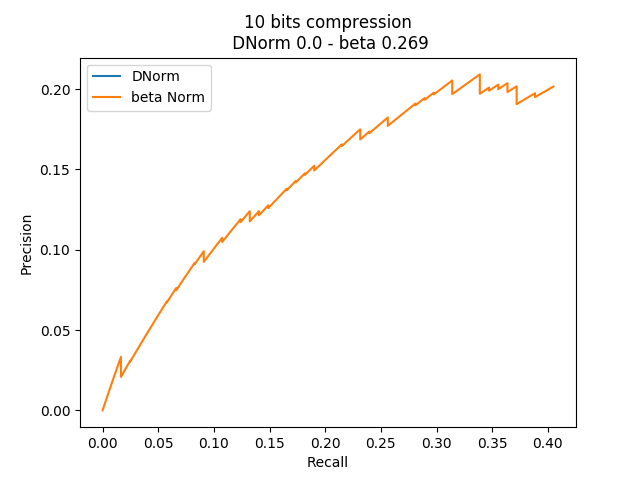 10 bits compression
DNorm 0.0 - beta 0.269
DNorm
beta Norm
0.20
0.15
0.10
0.05
0.00
Precision
0.00 0.05 0.10 0.15 0.20 0.25 0.30 0.35 0.40
Recall